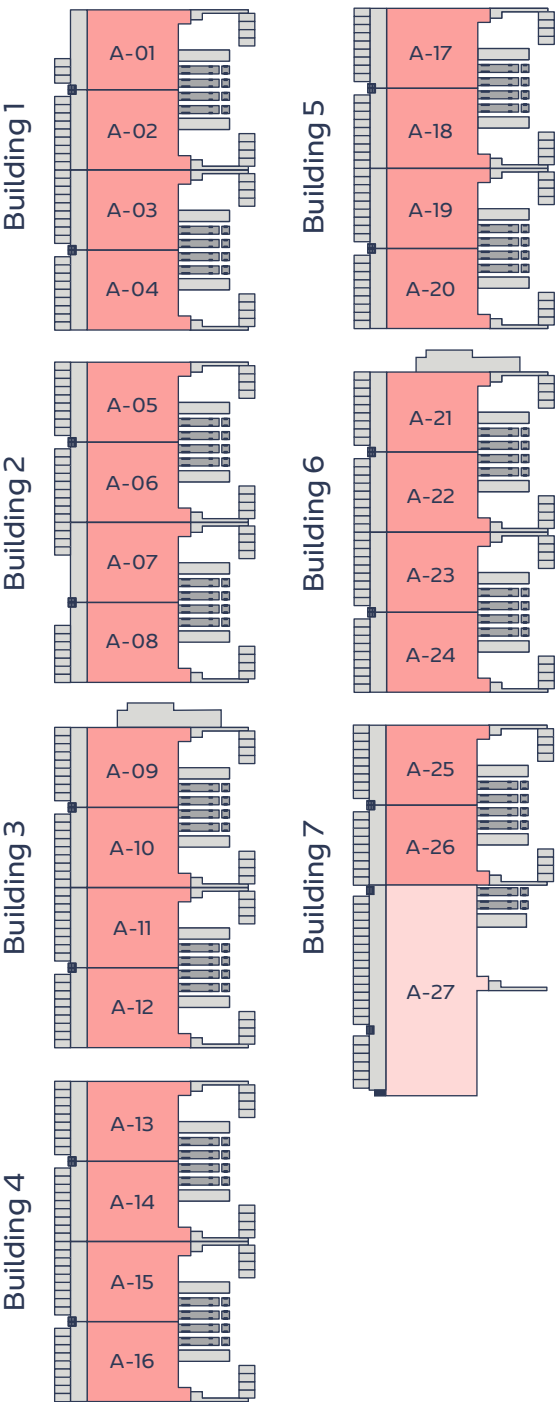 Building 1
A-01
A-02
A-03
A-04
Building 2
A-05
A-06
A-07
A-08
Building 3
A-09
A-10
A-11
A-12
Building 4
A-13
A-14
A-15
A-16
Building 5
A-17
A-18
A-19
A-20
Building 6
A-21
A-22
A-23
A-24
Building 7
A-25
A-26
A-27